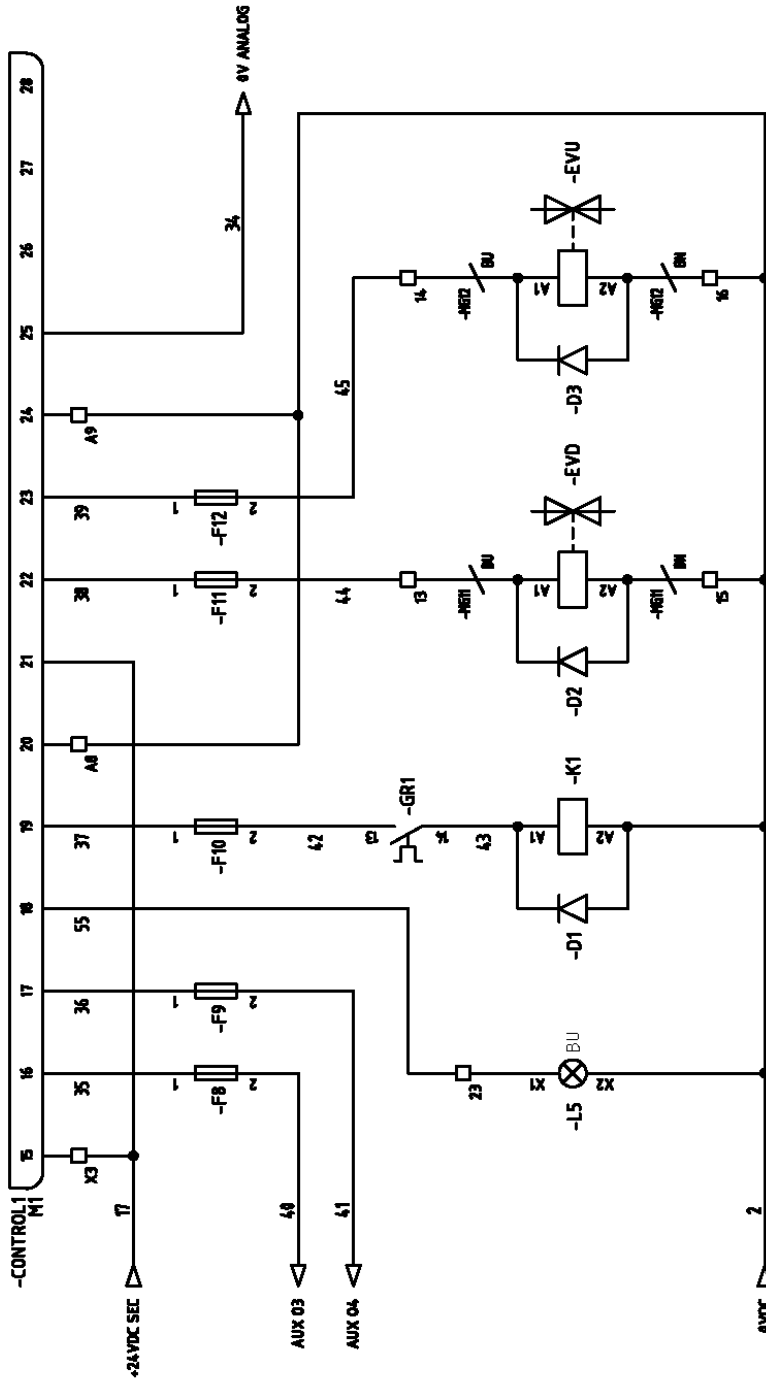 -CONTROL1
M1
15 16 17 18 19 20 21 22 23 24 25 26 27 28
X3 35 36 55 37 A8 38 39 A9
17
34
+24VDC SEC
0V ANALOG
1 1 1 1 1
-F8 -F9 -F10 -F11 -F12
2 2 2 2 2
40
AUX 03
41
AUX 04
42 44 45
13
-GR1
14
43
23 13 14
-MG11 BU
-MG12 BU
X1 A1 A1 A1
-L5 BU -D1 -K1 -D2 -EVD -D3 -EVU
X2 A2 A2 A2
-MG11 BN
-MG12 BN
15 16
2